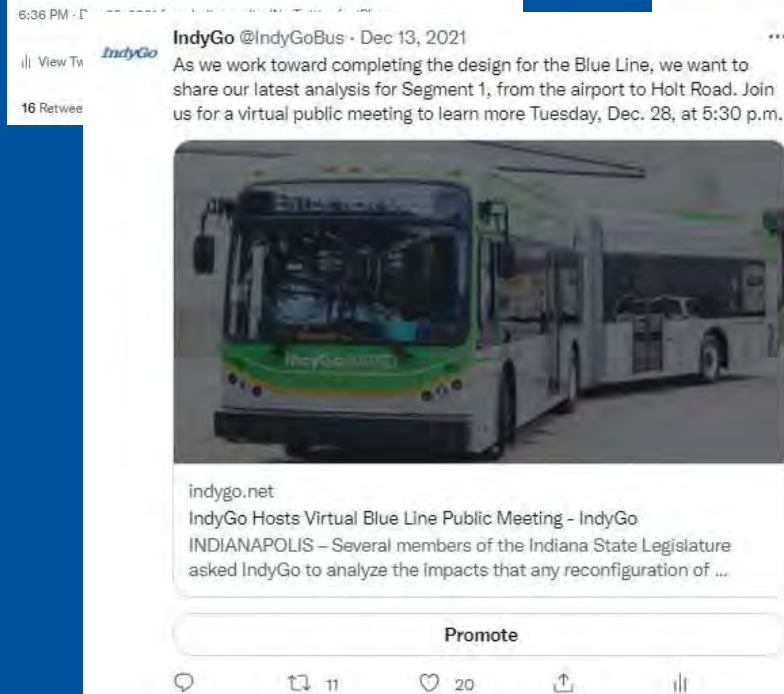 6:36 PM
View Tw
16 Retwee
IndyGo
IndyGo @IndyGoBus · Dec 13, 2021
As we work toward completing the design for the Blue Line, we want to
share our latest analysis for Segment 1, from the airport to Holt Road. Join
us for a virtual public meeting to learn more Tuesday, Dec. 28, at 5:30 p.m.
indygo.net
IndyGo Hosts Virtual Blue Line Public Meeting - IndyGo
INDIANAPOLIS – Several members of the Indiana State Legislature
asked IndyGo to analyze the impacts that any reconfiguration of ...
Promote
11 20